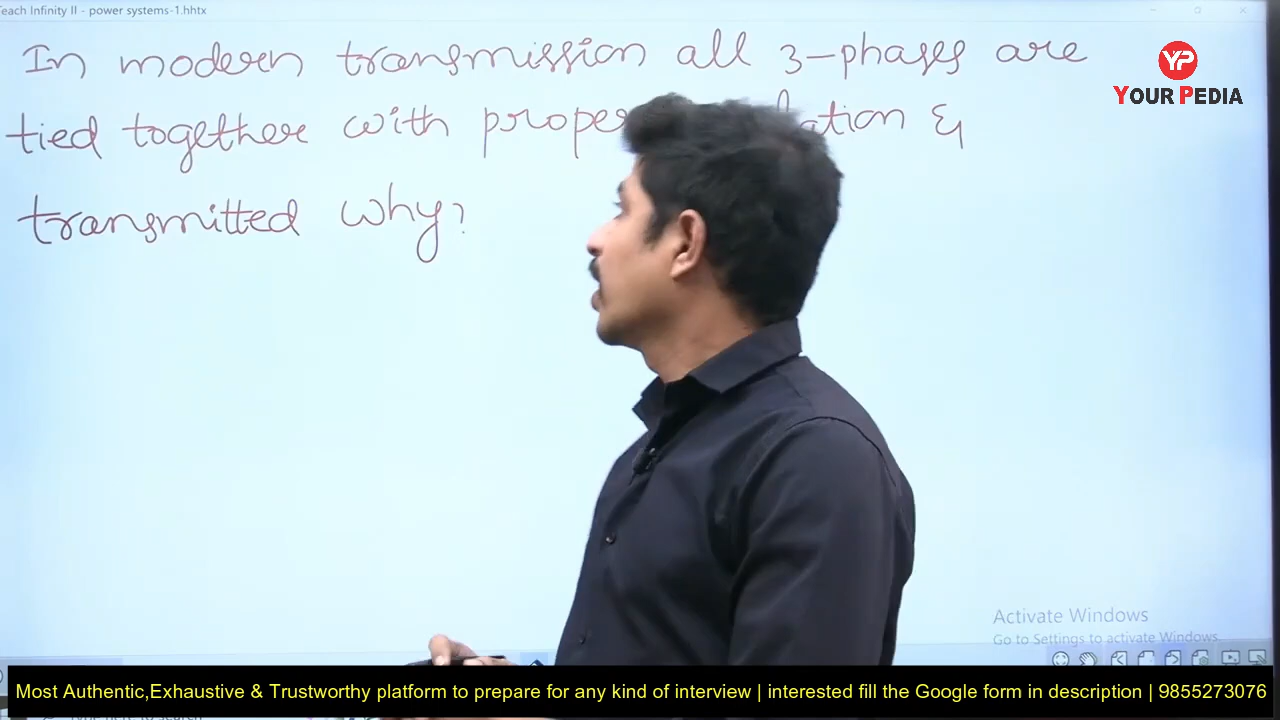 Teach Infinity II - power systems-1.hhtx
In modern transmission all 3-phases are
tied together with proper lation &
transmitted why?
YP
YOUR PEDIA
Activate Windows
Go to Settings to activate Windows.
Most Authentic,Exhaustive & Trustworthy platform to prepare for any kind of interview | interested fill the Google form in description | 9855273076